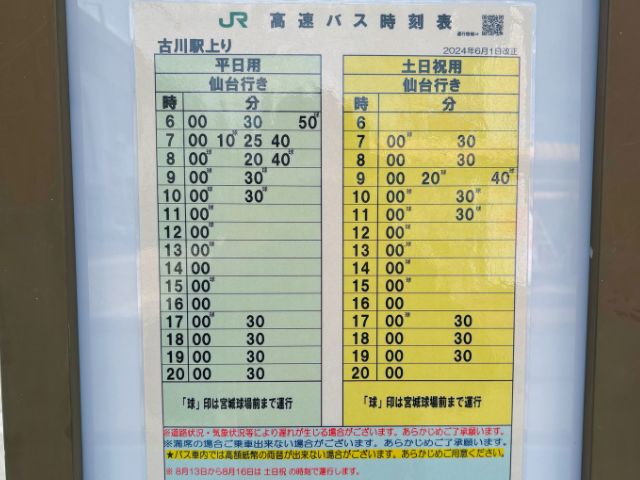 JR 高速バス時刻表
古川駅上り
2024年6月1日改正
平日用 土日祝用
仙台行き 仙台行き
時 分 時 分
6 00 30 50球 6
7 00 10球 25 40 7 00球 30
8 00球 20 40球 8 00 30
9 00球 30球 9 00 20球 40球
10 00球 30球 10 00 30球
11 00球 11 00球 30球
12 00球 12 00球
13 00球 13 00球
14 00 14 00球
15 00球 15 00球
16 00 16 00球
17 00球 30 17 00球 30
18 00 30 18 00 30
19 00 30 19 00 30
20 00 20 00
「球」印は宮城球場前まで運行 「球」印は宮城球場前まで運行
※道路状況・気象状況等により遅れが生じる場合がございます。あらかじめご了承願います。
※満席の場合ご乗車出来ない場合がございます。あらかじめご了承願います。
★バス車内では高額紙幣の両替が出来ない場合がございます。あらかじめご用意ください。
※ 8月13日から8月16日は 土日祝 の時刻で運行します。